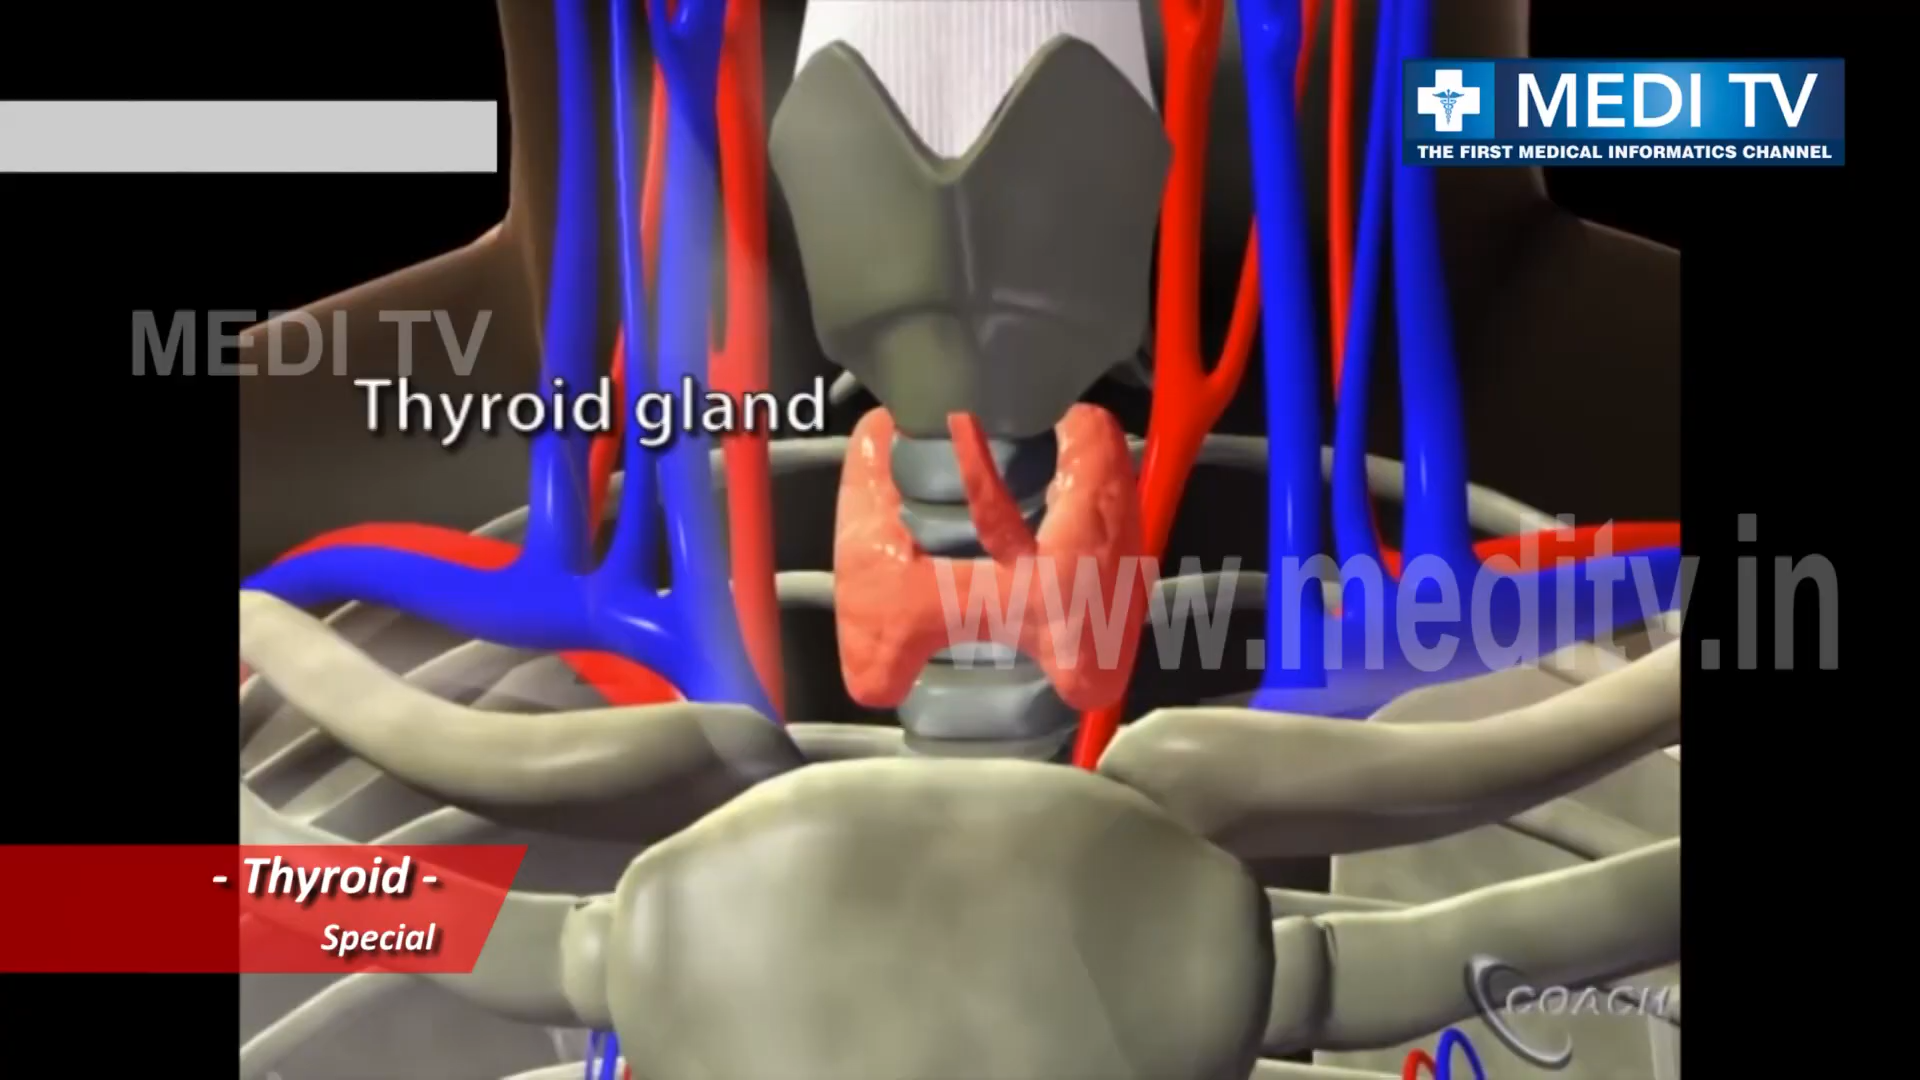 MEDI TV
THE FIRST MEDICAL INFORMATICS CHANNEL
MEDI TV
Thyroid gland
www.meditv.in
- Thyroid -
Special
COACH